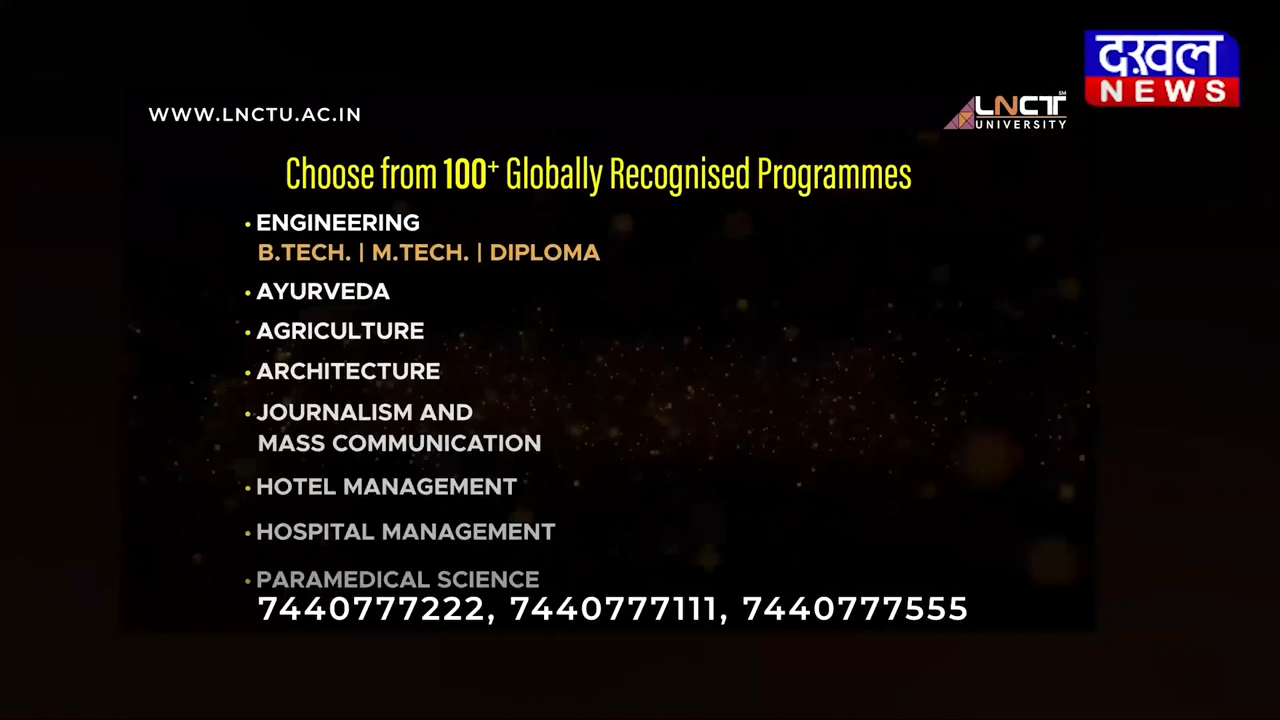 दख़ल
NEWS
WWW.LNCTU.AC.IN
LNCT SM
UNIVERSITY
Choose from 100+ Globally Recognised Programmes
• ENGINEERING
B.TECH. | M.TECH. | DIPLOMA
• AYURVEDA
• AGRICULTURE
• ARCHITECTURE
• JOURNALISM AND
MASS COMMUNICATION
• HOTEL MANAGEMENT
• HOSPITAL MANAGEMENT
• PARAMEDICAL SCIENCE
7440777222, 7440777111, 7440777555